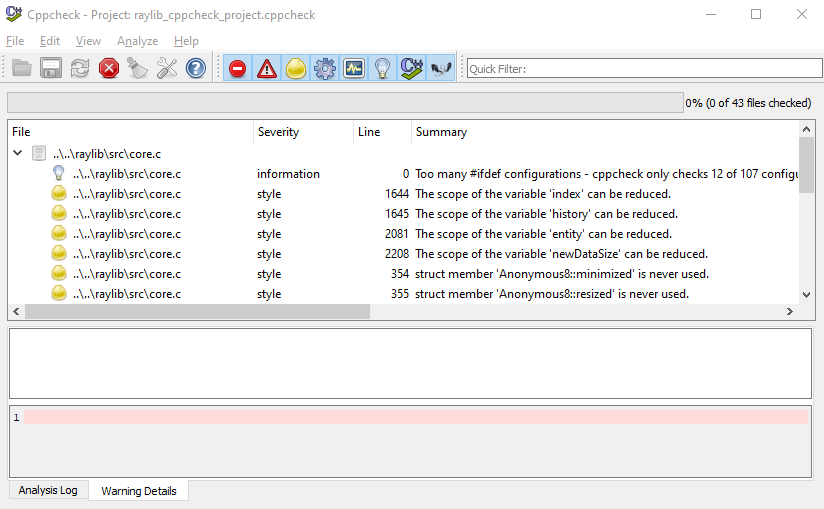 Cppcheck - Project: raylib_cppcheck_project.cppcheck
File Edit View Analyze Help
Quick Filter:
0% (0 of 43 files checked)
File Severity Line Summary
..\..\raylib\src\core.c
..\..\raylib\src\core.c information 0 Too many #ifdef configurations - cppcheck only checks 12 of 107 configu
..\..\raylib\src\core.c style 1644 The scope of the variable 'index' can be reduced.
..\..\raylib\src\core.c style 1645 The scope of the variable 'history' can be reduced.
..\..\raylib\src\core.c style 2081 The scope of the variable 'entity' can be reduced.
..\..\raylib\src\core.c style 2208 The scope of the variable 'newDataSize' can be reduced.
..\..\raylib\src\core.c style 354 struct member 'Anonymous8::minimized' is never used.
..\..\raylib\src\core.c style 355 struct member 'Anonymous8::resized' is never used.
1
Analysis Log Warning Details